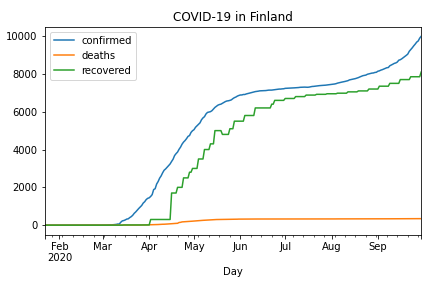 COVID-19 in Finland
confirmed
deaths
recovered
10000
8000
6000
4000
2000
0
Feb Mar Apr May Jun Jul Aug Sep
2020
Day